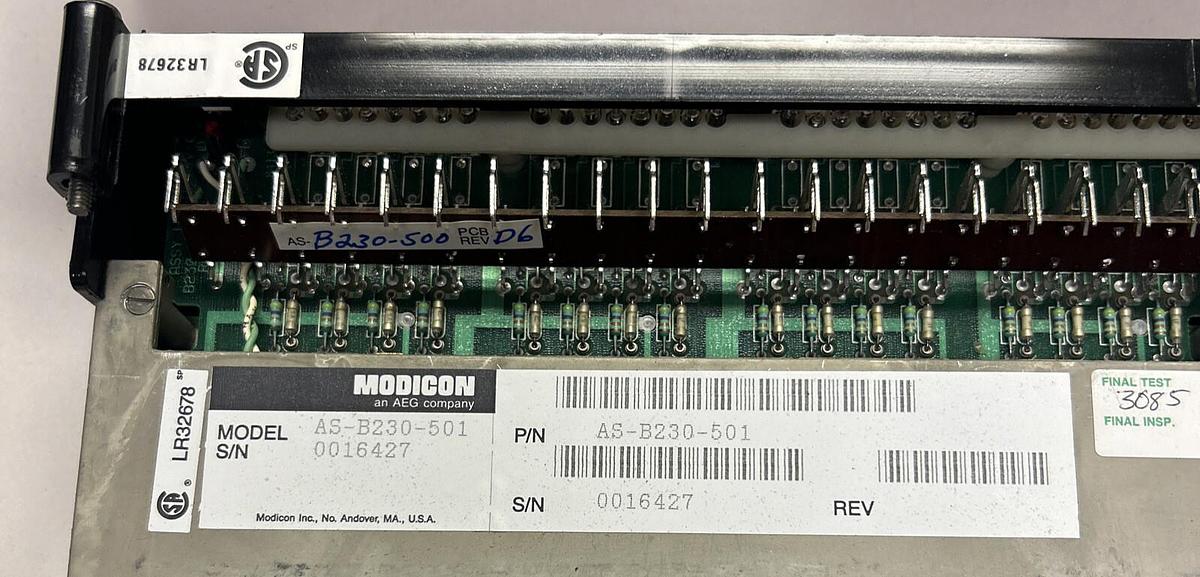 LR32678
SP
AS- B230-500 PCB REV D6
LR32678
SP
MODICON
an AEG company
MODEL AS-B230-501
S/N 0016427
Modicon Inc., No. Andover, MA., U.S.A.
P/N AS-B230-501
S/N 0016427
REV
FINAL TEST
3085
FINAL INSP.